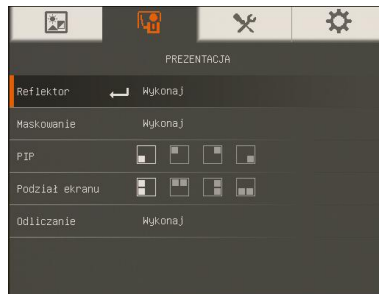 PREZENTACJA
Reflektor Wykonaj
Maskowanie Wykonaj
PIP
Podział ekranu
Odliczanie Wykonaj